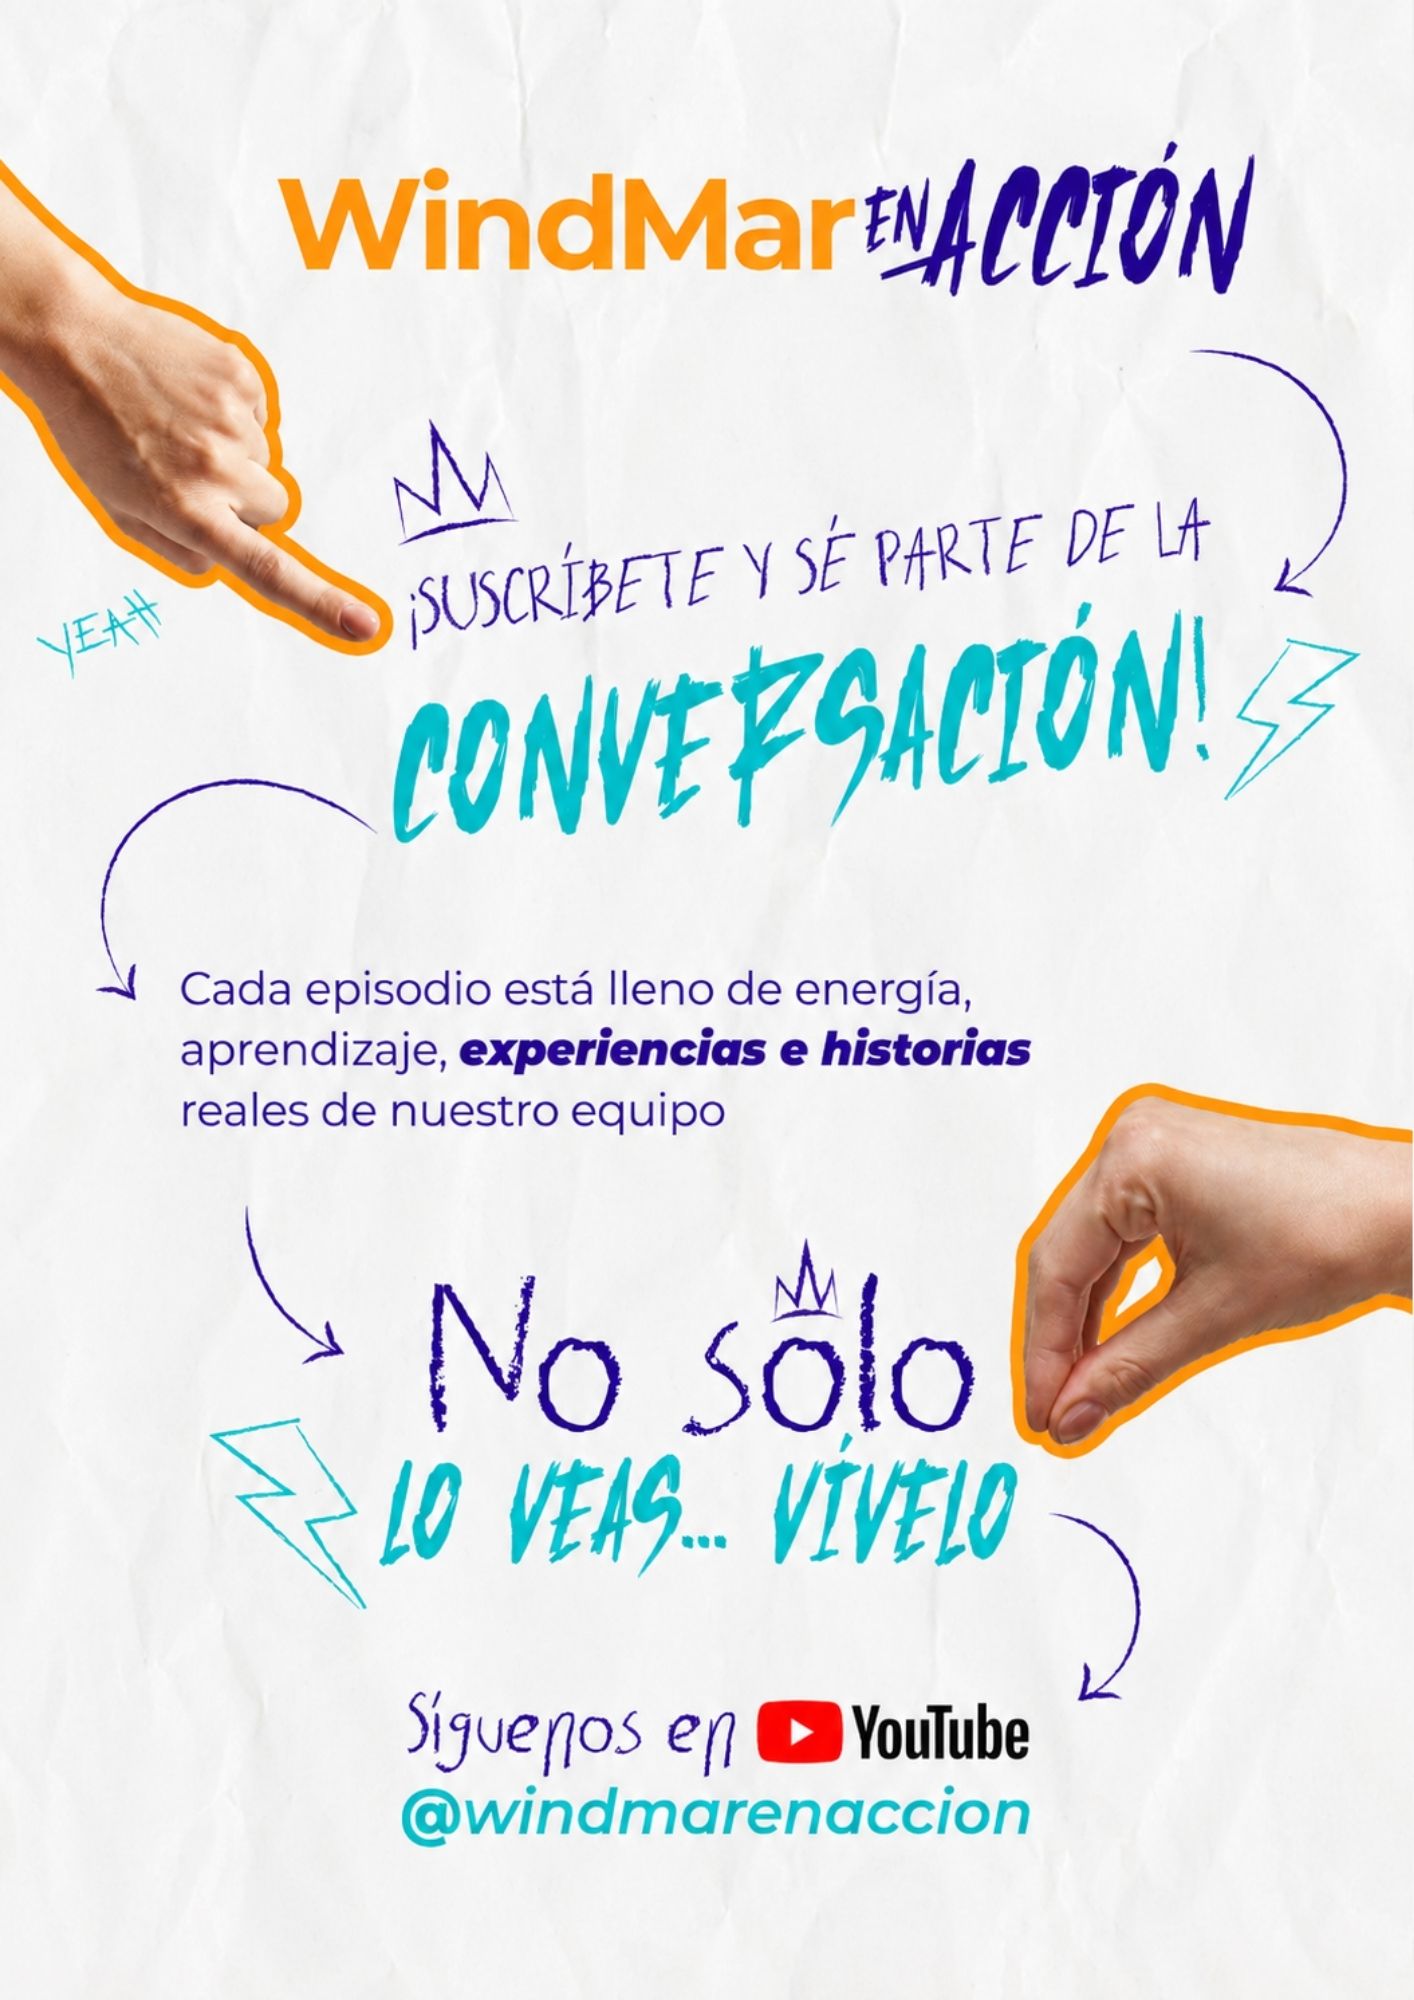 WindMar EN ACCIÓN
¡SUSCRÍBETE Y SÉ PARTE DE LA
YEAH
CONVERSACIÓN!
Cada episodio está lleno de energía,
aprendizaje, experiencias e historias
reales de nuestro equipo
No solo
LO VEAS... VÍVELO
Síguenos en YouTube
@windmarenaccion